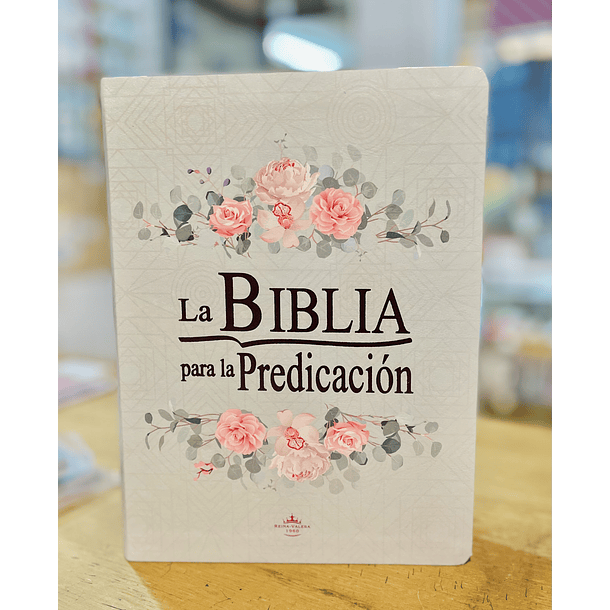 La BIBLIA
para la Predicación
REINA-VALERA
1960